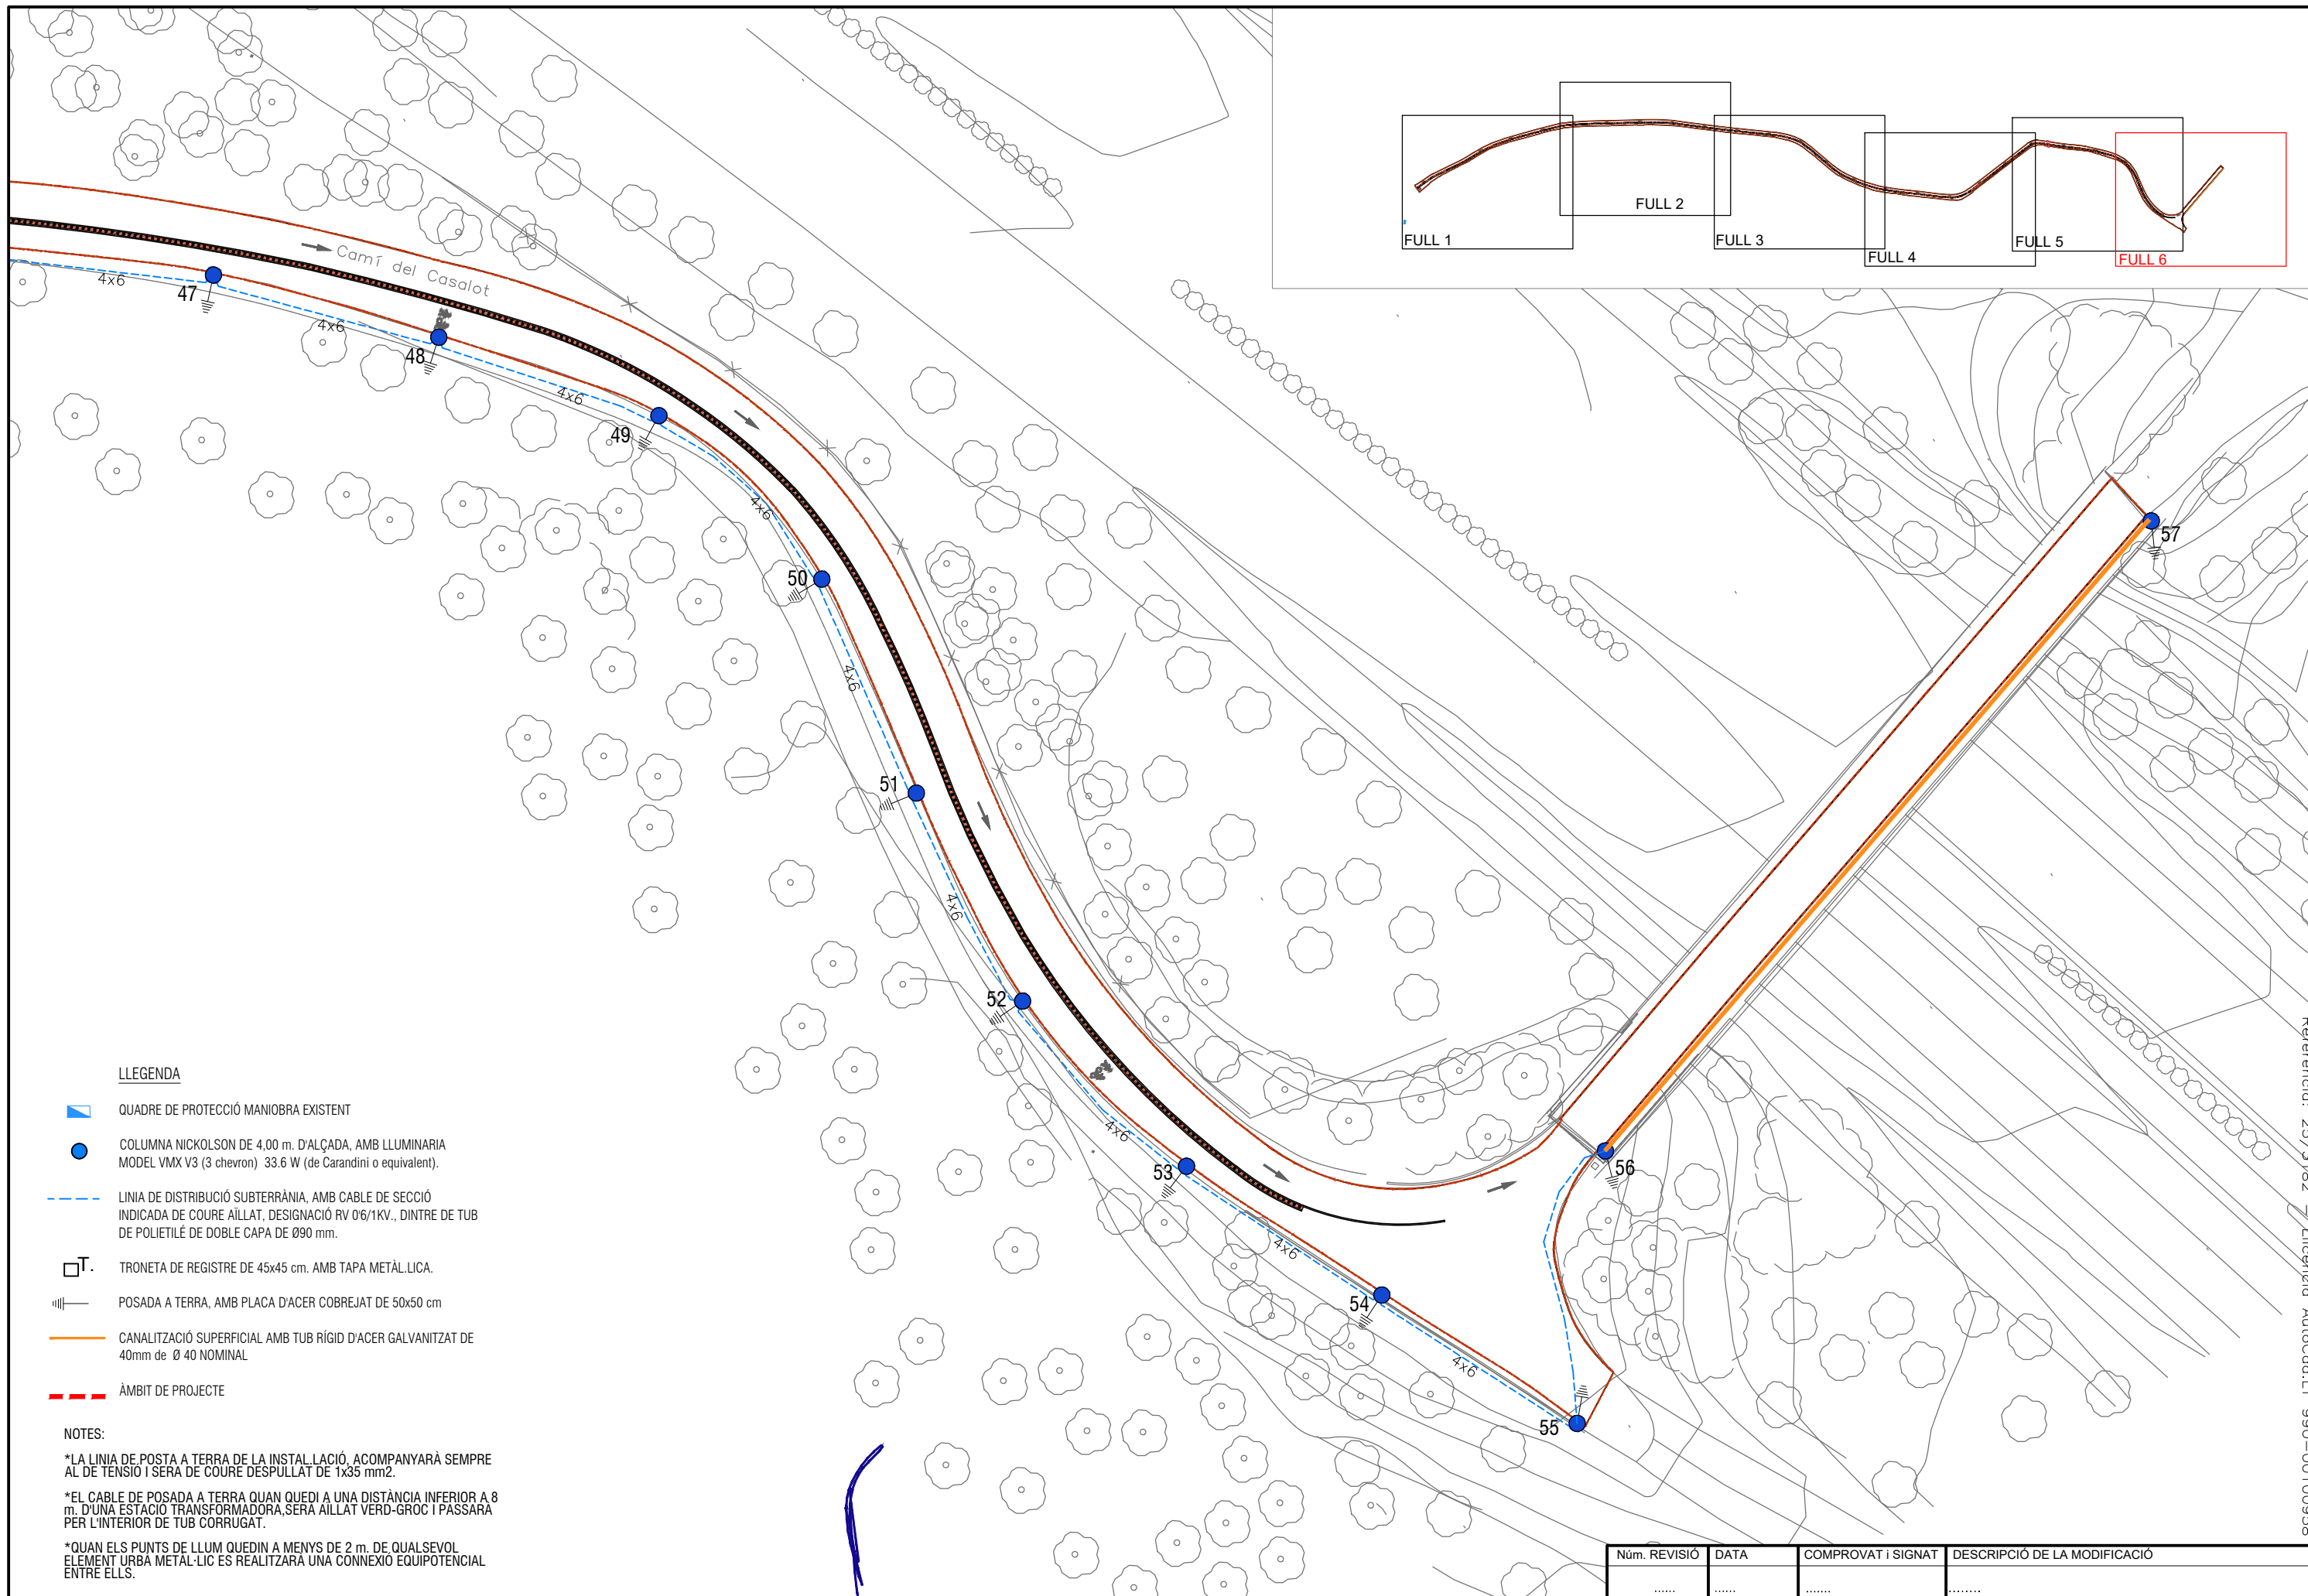 FULL 1
FULL 2
FULL 3
FULL 4
FULL 5
FULL 6
Camí del Casalot
4x6
47
4x6
48
4x6
49
4x6
50
4x6
51
4x6
52
4x6
53
4x6
54
4x6
55
56
57
LLEGENDA
QUADRE DE PROTECCIÓ MANIOBRA EXISTENT
COLUMNA NICKOLSON DE 4,00 m. D'ALÇADA, AMB LLUMINARIA
MODEL VMX V3 (3 chevron) 33.6 W (de Carandini o equivalent).
LINIA DE DISTRIBUCIÓ SUBTERRÀNIA, AMB CABLE DE SECCIÓ
INDICADA DE COURE AÏLLAT, DESIGNACIÓ RV 0'6/1KV., DINTRE DE TUB
DE POLIETILÉ DE DOBLE CAPA DE Ø90 mm.
T.
TRONETA DE REGISTRE DE 45x45 cm. AMB TAPA METÀL.LICA.
POSADA A TERRA, AMB PLACA D'ACER COBREJAT DE 50x50 cm
CANALITZACIÓ SUPERFICIAL AMB TUB RÍGID D'ACER GALVANITZAT DE
40mm de Ø 40 NOMINAL
ÀMBIT DE PROJECTE
NOTES:
*LA LINIA DE POSTA A TERRA DE LA INSTAL.LACIÓ, ACOMPANYARÀ SEMPRE
AL DE TENSIÓ I SERA DE COURE DESPULLAT DE 1x35 mm2.
*EL CABLE DE POSADA A TERRA QUAN QUEDI A UNA DISTÀNCIA INFERIOR A 8
m. D'UNA ESTACIÓ TRANSFORMADORA,SERÀ AÏLLAT VERD-GROC I PASSARÀ
PER L'INTERIOR DE TUB CORRUGAT.
*QUAN ELS PUNTS DE LLUM QUEDIN A MENYS DE 2 m. DE QUALSEVOL
ELEMENT URBÀ METÀL·LIC ES REALITZARÀ UNA CONNEXIÓ EQUIPOTENCIAL
ENTRE ELLS.
Núm. REVISIÓ DATA COMPROVAT i SIGNAT DESCRIPCIÓ DE LA MODIFICACIÓ
...... ...... ....... ........